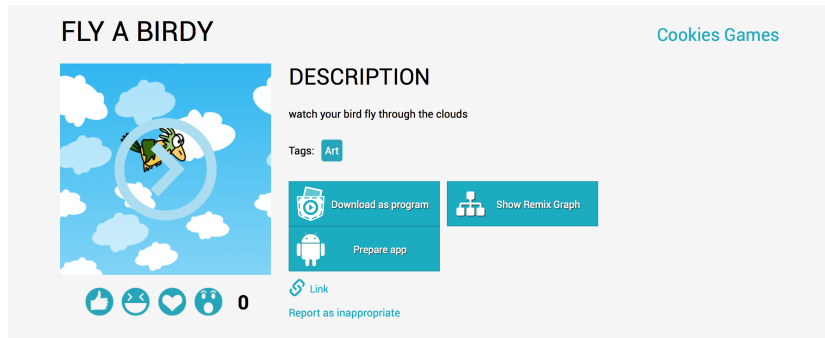 FLY A BIRDY
Cookies Games
DESCRIPTION
watch your bird fly through the clouds
Tags: Art
Download as program
Show Remix Graph
Prepare app
Link
Report as inappropriate
0